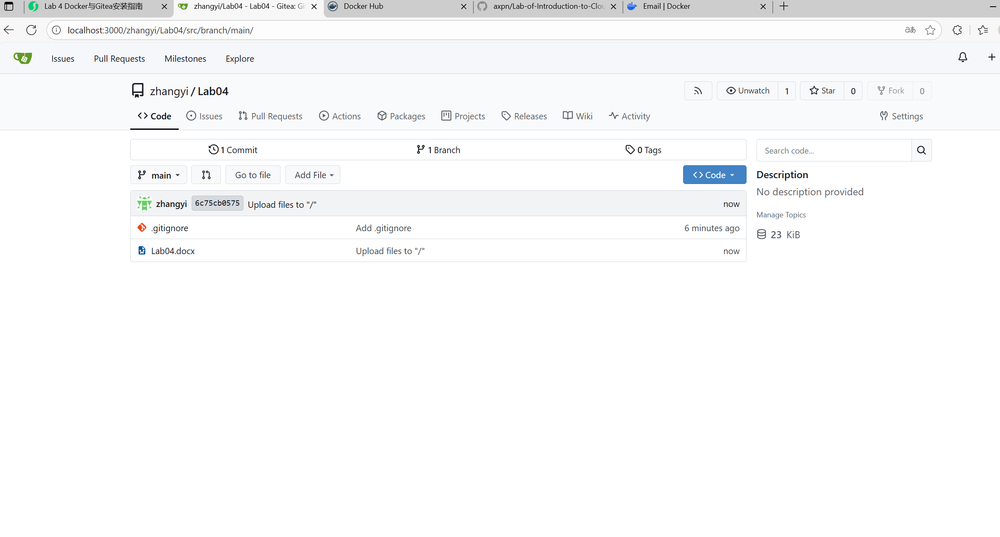 Lab 4 Docker与Gitea安装指南
zhangyi/Lab04 - Lab04 - Gitea: Gi
Docker Hub
axpn/Lab-of-Introduction-to-Clou
Email | Docker
localhost:3000/zhangyi/Lab04/src/branch/main/
Issues Pull Requests Milestones Explore
zhangyi / Lab04
Unwatch 1 Star 0 Fork 0
Code Issues Pull Requests Actions Packages Projects Releases Wiki Activity Settings
1 Commit 1 Branch 0 Tags
Search code...
main Go to file Add File Code
Description
No description provided
zhangyi 6c75cb0575 Upload files to "/" now
Manage Topics
.gitignore Add .gitignore 6 minutes ago
23 KiB
Lab04.docx Upload files to "/" now